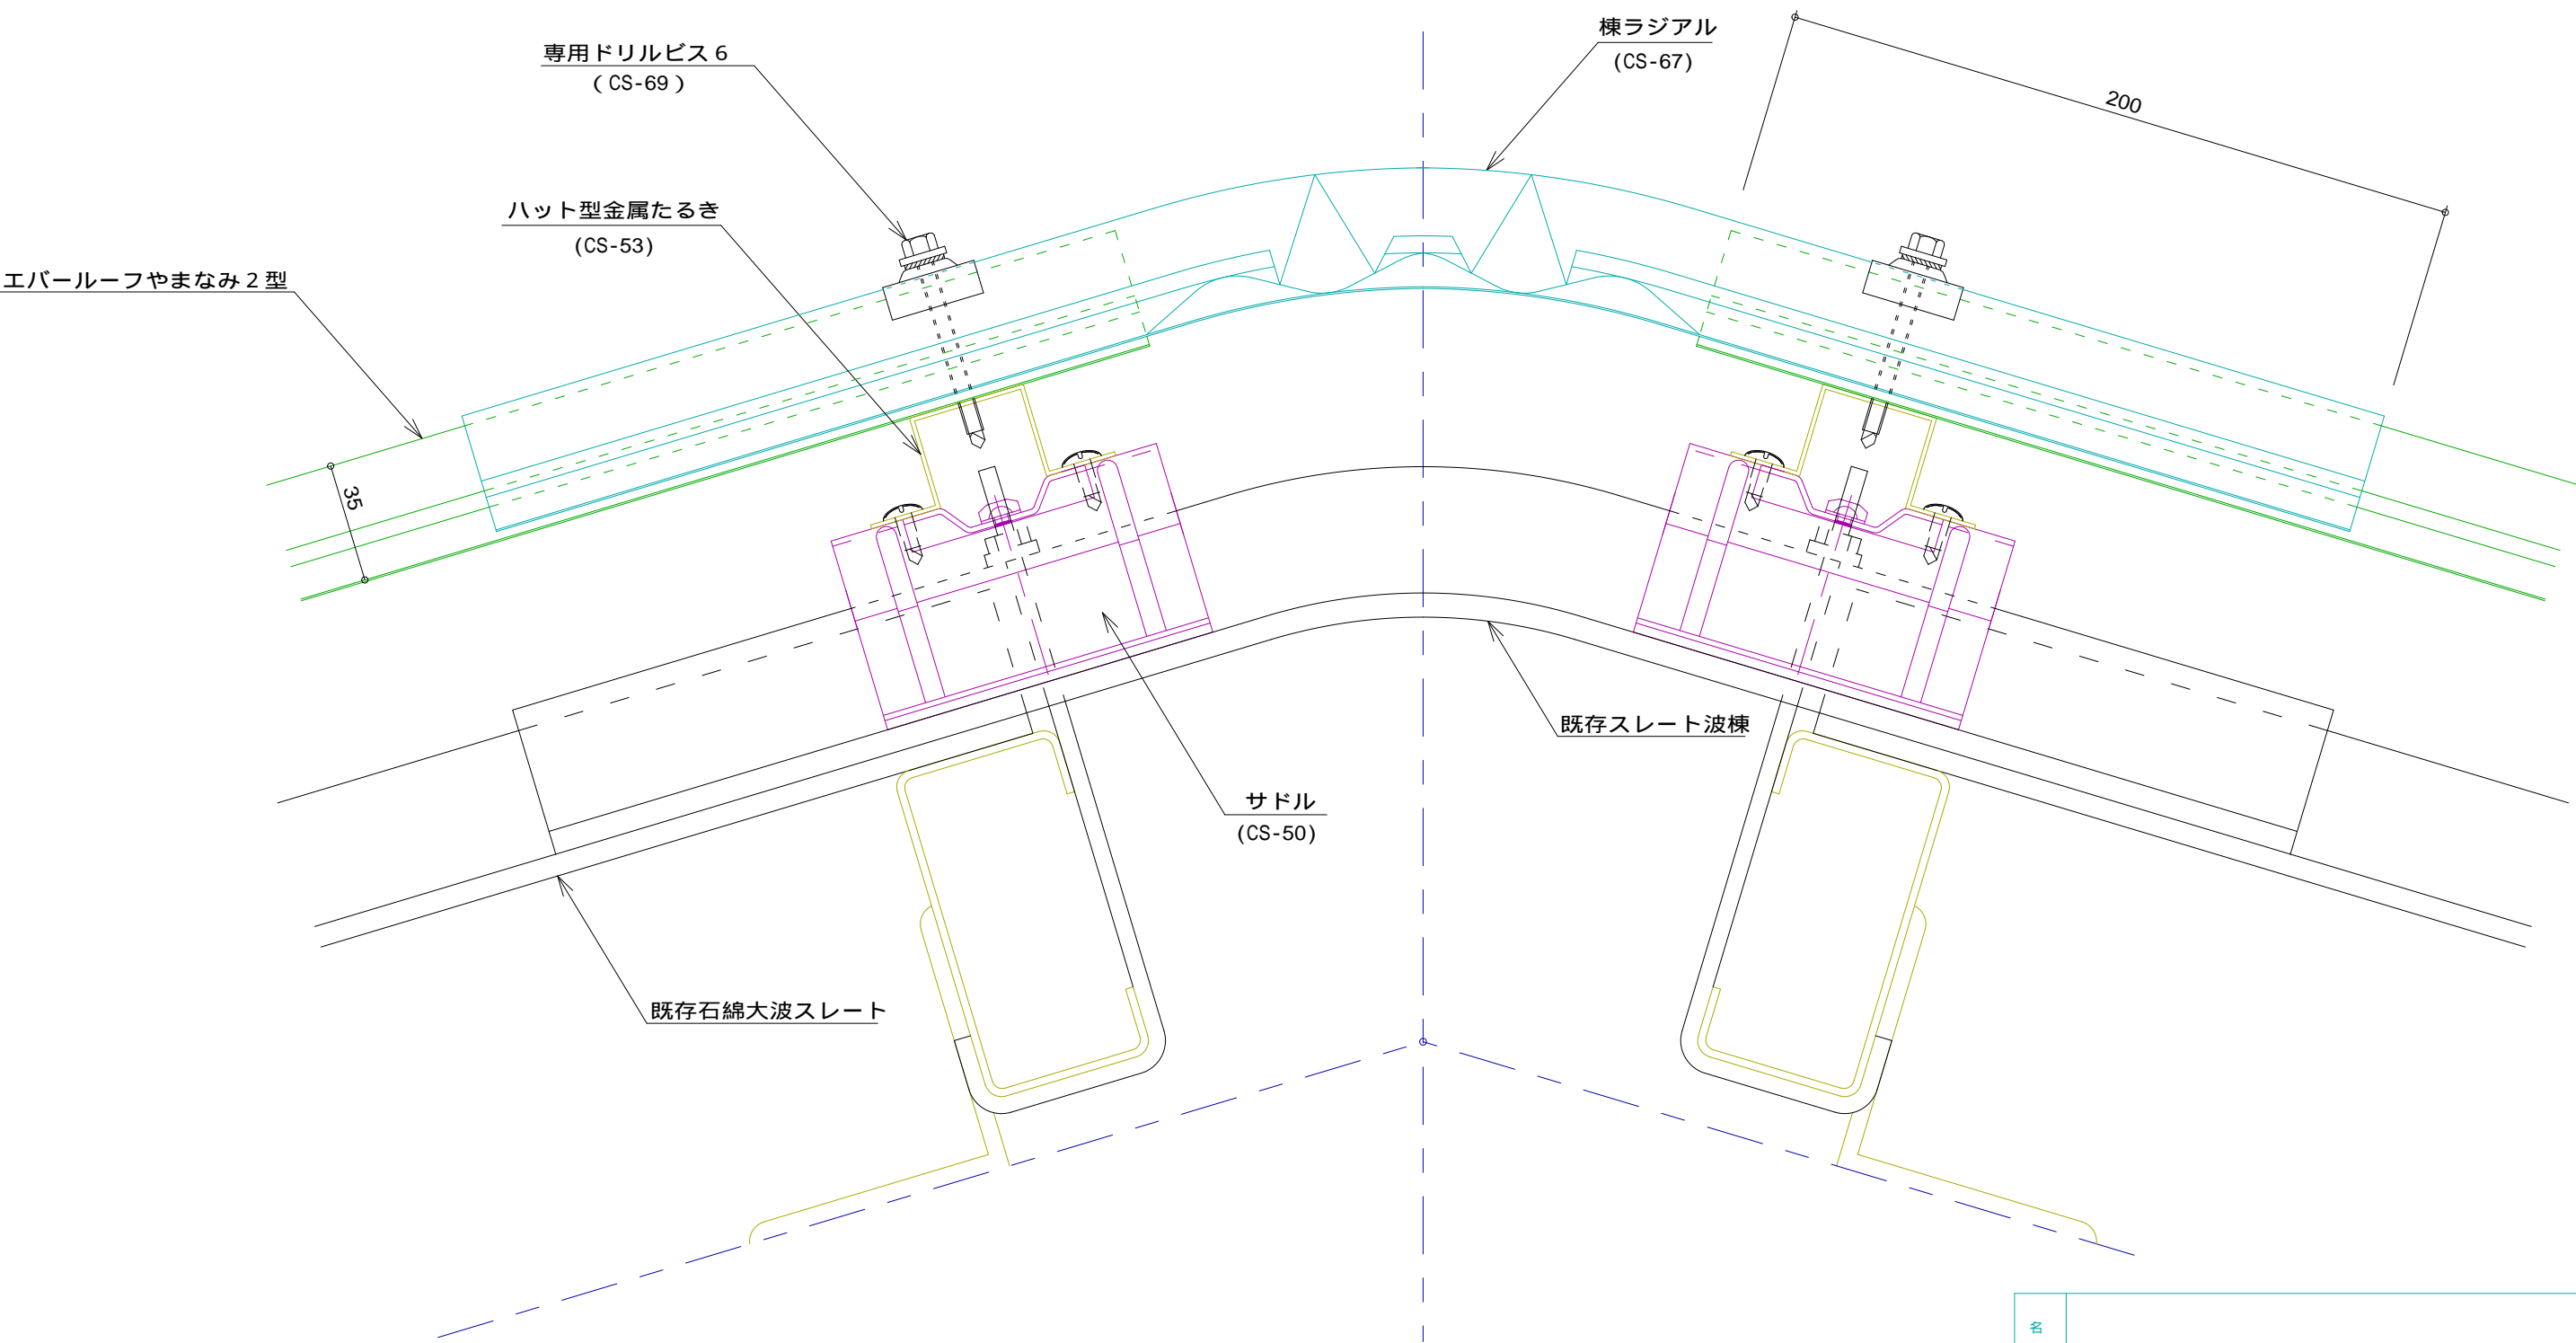 棟ラジアル
(CS-67)
専用ドリルビス６
（CS-69）
200
ハット型金属たるき
(CS-53)
エバールーフやまなみ２型
35
既存スレート波棟
サドル
(CS-50)
既存石綿大波スレート
名